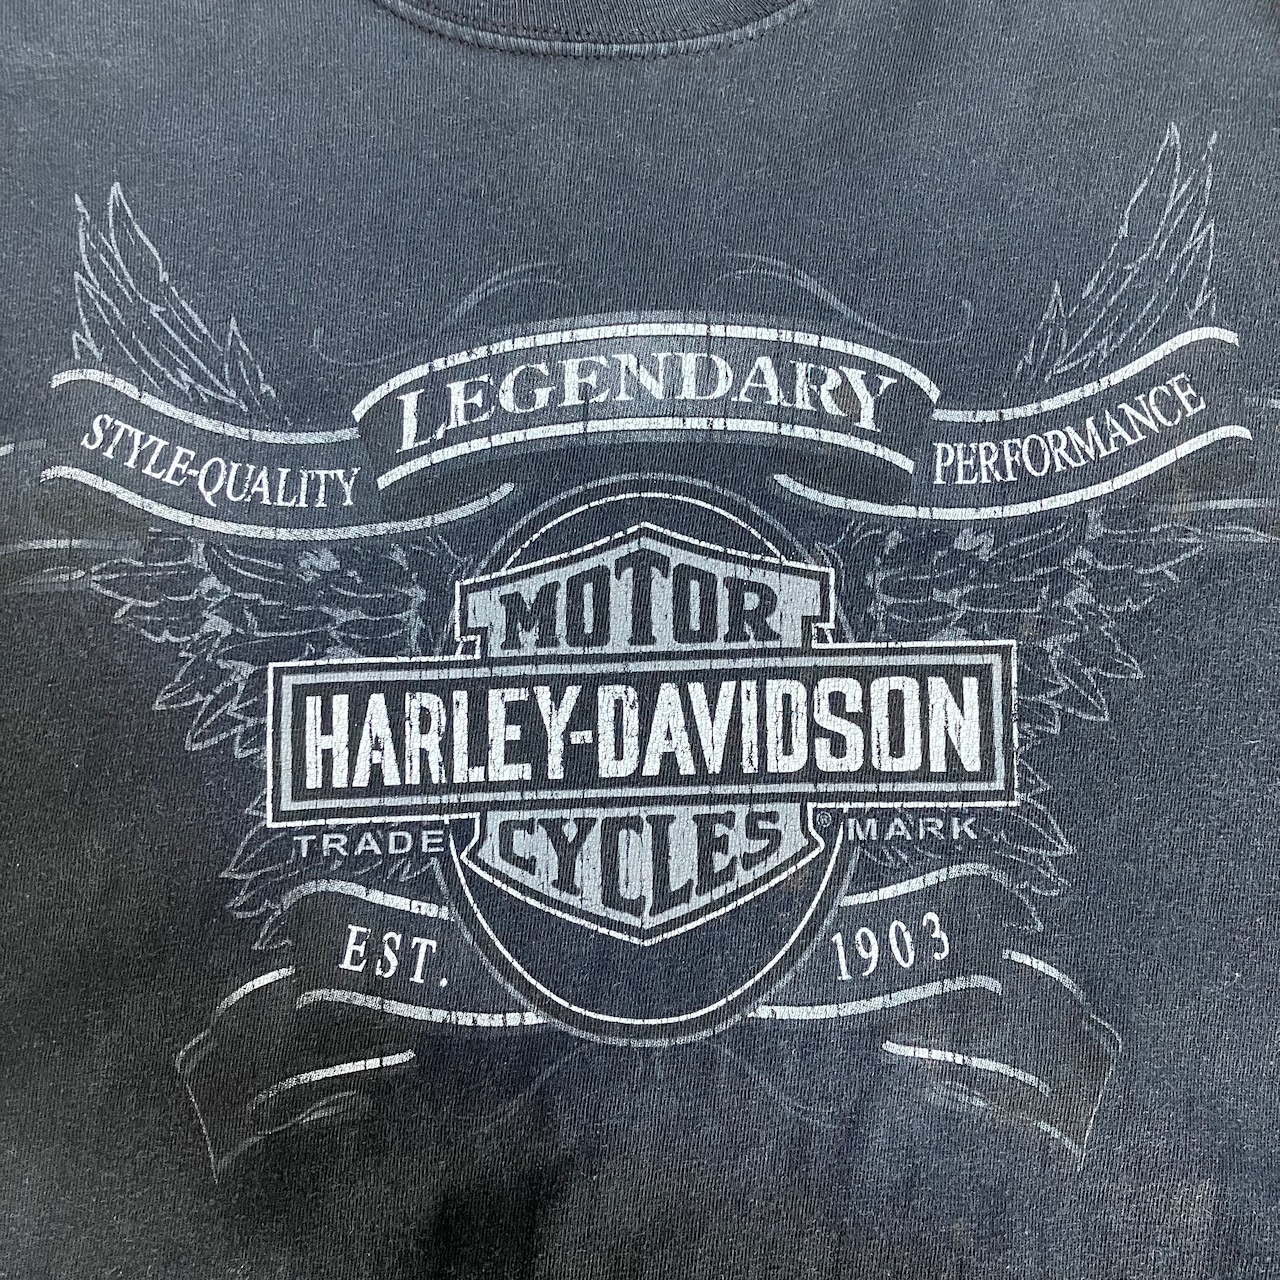 LEGENDARY
STYLE-QUALITY
PERFORMANCE
MOTOR
HARLEY-DAVIDSON
CYCLES ®
TRADE MARK
EST. 1903